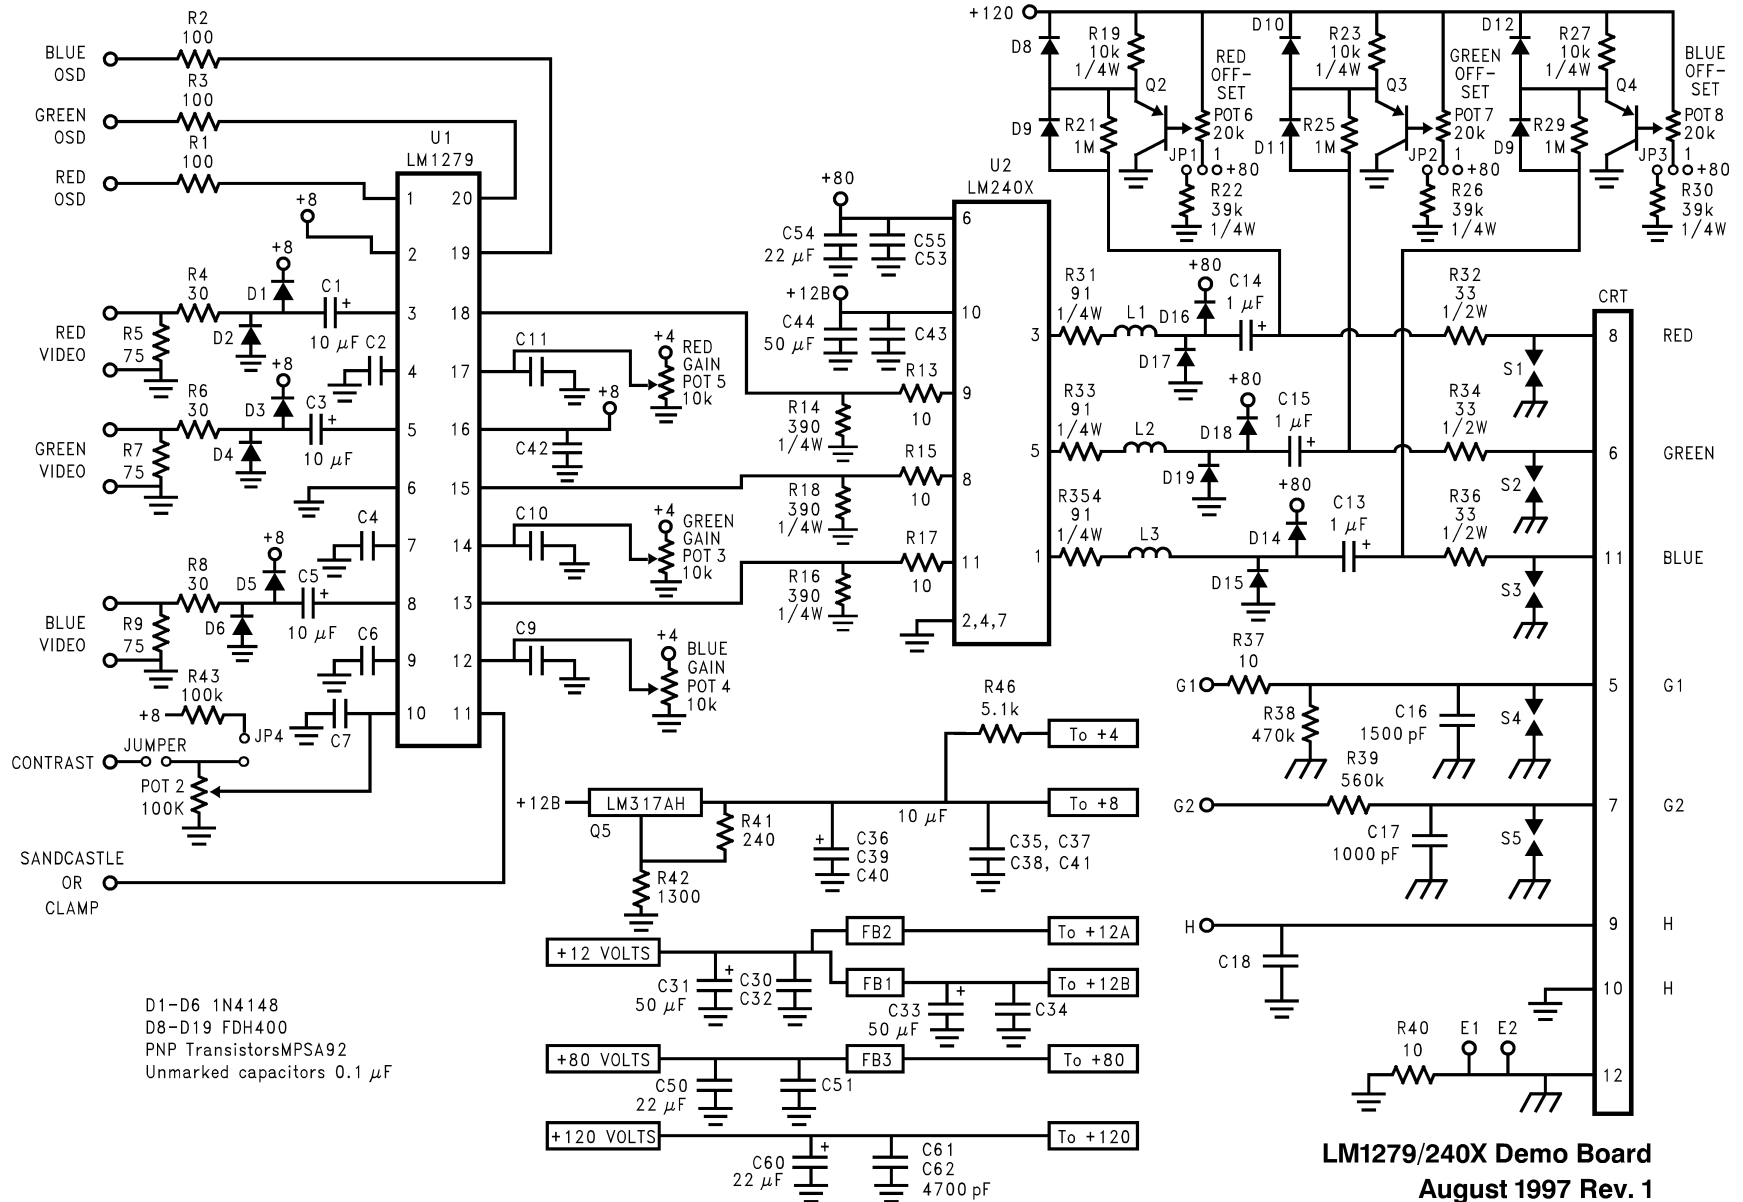 R2
100
BLUE
OSD
R3
100
GREEN
OSD
R1
100
RED
OSD
U1
LM1279
+8
1
2
3
4
5
6
7
8
9
10
20
19
18
17
16
15
14
13
12
11
+8
R4
30
D1
C1
D2
10 μF
RED
VIDEO
R5
75
C2
+8
R6
30
D3
C3
D4
10 μF
GREEN
VIDEO
R7
75
C4
+8
R8
30
D5
C5
D6
10 μF
BLUE
VIDEO
R9
75
C6
R43
100k
+8
JP4
C7
JUMPER
CONTRAST
POT 2
100K
SANDCASTLE
OR
CLAMP
C11
+4
RED
GAIN
POT 5
10k
+8
C42
C10
+4
GREEN
GAIN
POT 3
10k
C9
+4
BLUE
GAIN
POT 4
10k
R14
390
1/4W
R18
390
1/4W
R16
390
1/4W
R13
10
R15
10
R17
10
+80
C54
22 μF
C55
C53
+12B
C44
50 μF
C43
U2
LM240X
6
10
9
8
11
2,4,7
3
5
1
+120
D8
R19
10k
1/4W
Q2
RED
OFF-
SET
POT6
20k
D9
R21
1M
JP1
1
+80
R22
39k
1/4W
D10
R23
10k
1/4W
Q3
GREEN
OFF-
SET
POT7
20k
D11
R25
1M
JP2
1
+80
R26
39k
1/4W
D12
R27
10k
1/4W
Q4
BLUE
OFF-
SET
POT8
20k
D9
R29
1M
JP3
1
+80
R30
39k
1/4W
R31
91
1/4W
L1
D16
+80
C14
1 μF
+
D17
R32
33
1/2W
S1
R33
91
1/4W
L2
D18
+80
C15
1 μF
+
D19
R34
33
1/2W
S2
R354
91
1/4W
L3
D14
+80
C13
1 μF
+
D15
R36
33
1/2W
S3
CRT
8
RED
6
GREEN
11
BLUE
G1
R37
10
R38
470k
C16
1500 pF
S4
5
G1
G2
R39
560k
C17
1000 pF
S5
7
G2
H
C18
9
H
10
H
R40
10
E1
E2
12
R46
5.1k
To +4
+12B
LM317AH
Q5
R41
240
R42
1300
+
C36
C39
C40
10 μF
C35, C37
C38, C41
To +8
+12 VOLTS
C31
50 μF
+
C30
C32
FB2
To +12A
FB1
To +12B
C33
50 μF
+
C34
+80 VOLTS
C50
22 μF
C51
FB3
To +80
+120 VOLTS
C60
22 μF
+
C61
C62
4700 pF
To +120
D1-D6 1N4148
D8-D19 FDH400
PNP TransistorsMPSA92
Unmarked capacitors 0.1 μF
LM1279/240X Demo Board
August 1997 Rev. 1